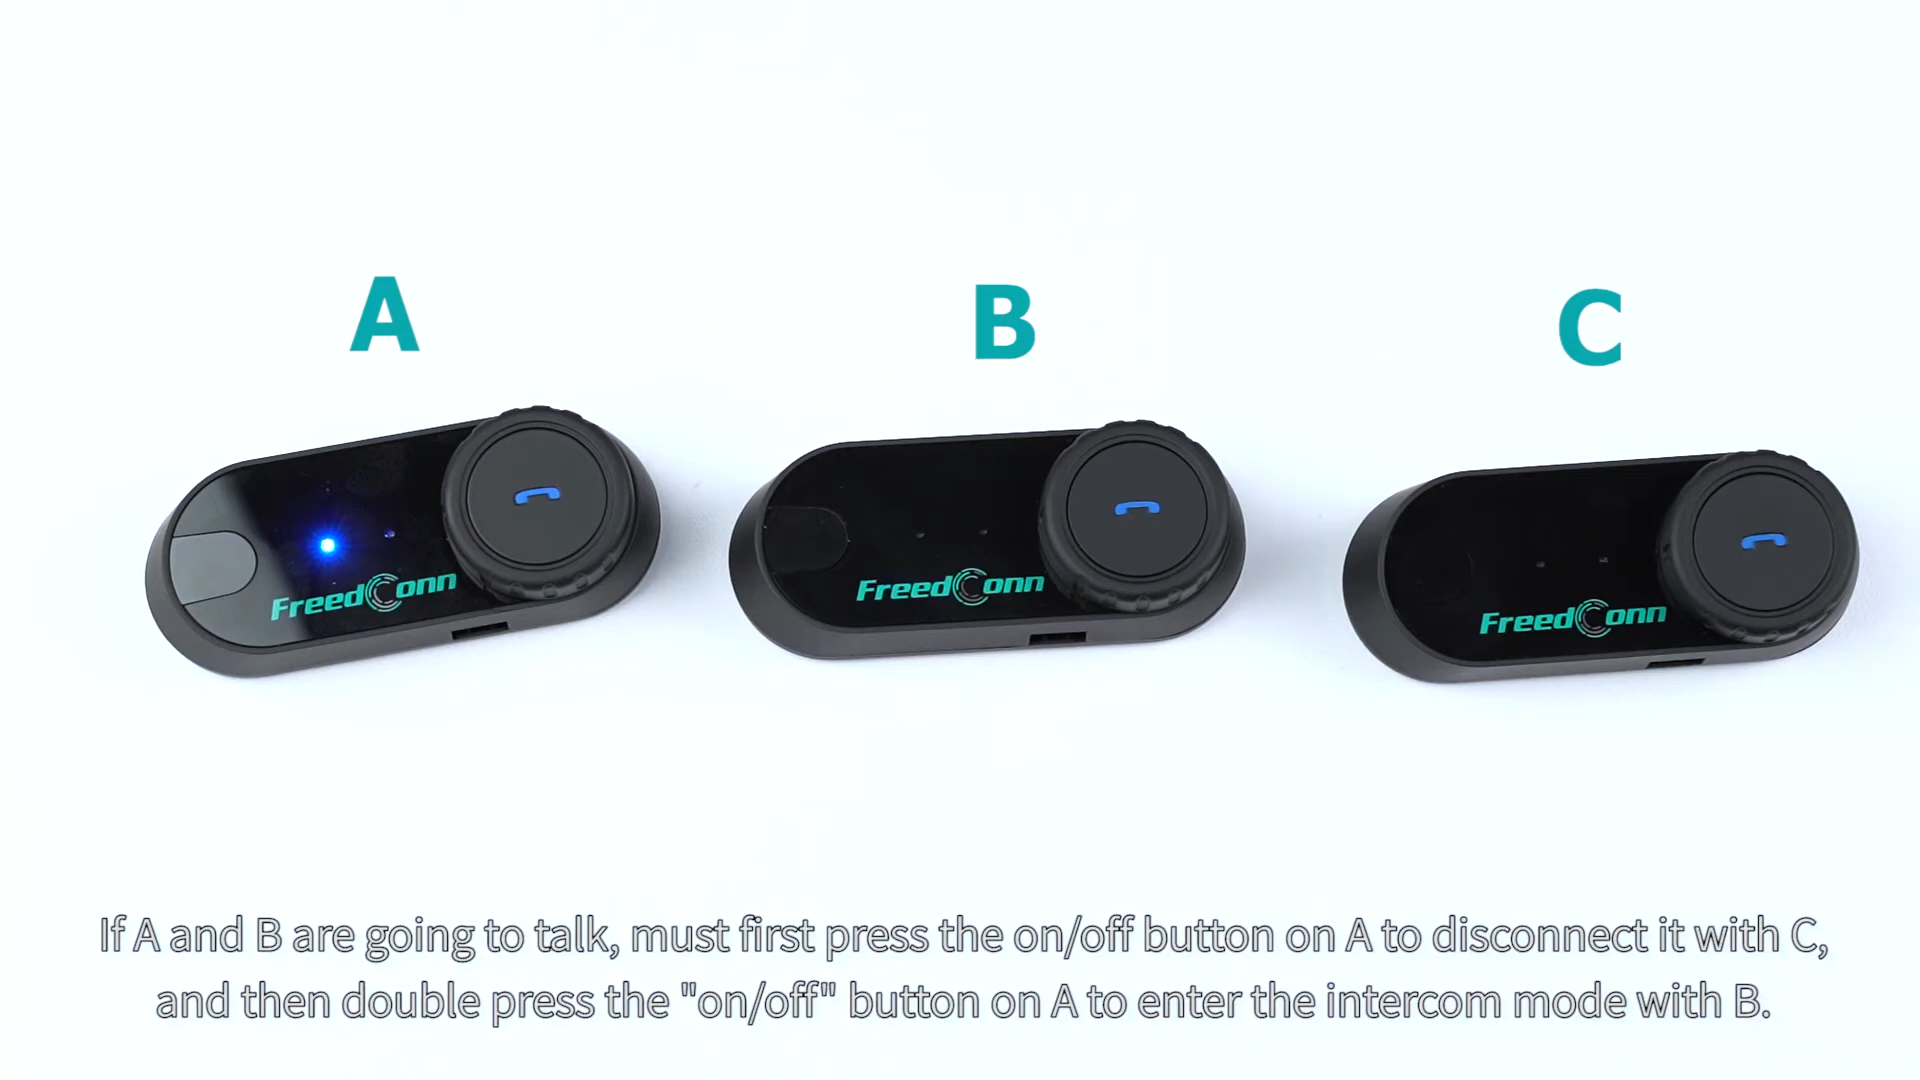 A
B
C
FreedConn
FreedConn
FreedConn
If A and B are going to talk, must first press the on/off button on A to disconnect it with C,
and then double press the "on/off" button on A to enter the intercom mode with B.